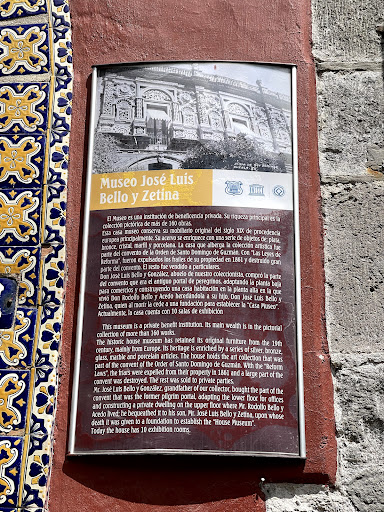 Museo José Luis
Bello y Zetina
El Museo es una institución de beneficencia privada. Su riqueza principal es la
colección pictórica de más de 300 obras.
Esta casa museo conserva su mobiliario original del siglo XIX de procedencia
europea principalmente. Su acervo se enriquece con una serie de objetos de: plata,
bronce, cristal, marfil y porcelana. La casa que alberga la colección artística fue
parte del convento de la Orden de Santo Domingo de Guzmán. Con "Las Leyes de
Reforma", fueron expulsados los frailes de su propiedad en 1861 y destruido gran
parte del convento. El resto fue vendido a particulares.
Don José Luis Bello y González, abuelo de nuestro coleccionista, compró la parte
del convento que era el antiguo portal de peregrinos, adaptando la planta baja
para comercios y construyendo una casa habitación en la planta alta en la que
vivió Don Rodolfo Bello y Acedo heredándola a su hijo, Don José Luis Bello y
Zetina, quien al morir la cede a una fundación para establecer la "Casa Museo".
Actualmente, la casa cuenta con 10 salas de exhibición
This museum is a private benefit institution. Its main wealth is in the pictorial
collection of more than 360 works.
The historic house museum has retained its original furniture from the 19th
century, mainly from Europe. Its heritage is enriched by a series of silver, bronze,
glass, marble and porcelain articles. The house holds the art collection that was
part of the convent of the Order of Santo Domingo de Guzmán. With the "Reform
Laws", the friars were expelled from their property in 1861 and a large part of the
convent was destroyed. The rest was sold to private parties.
Mr. José Luis Bello y González, grandfather of our collector, bought the part of the
convent that was the former pilgrim portal, adapting the lower floor for offices
and constructing a private dwelling on the upper floor where Mr. Rodolfo Bello y
Acedo lived; he bequeathed it to his son, Mr. José Luis Bello y Zetina, upon whose
death it was given to a foundation to establish the "House Museum".
Today the house has 10 exhibition rooms.